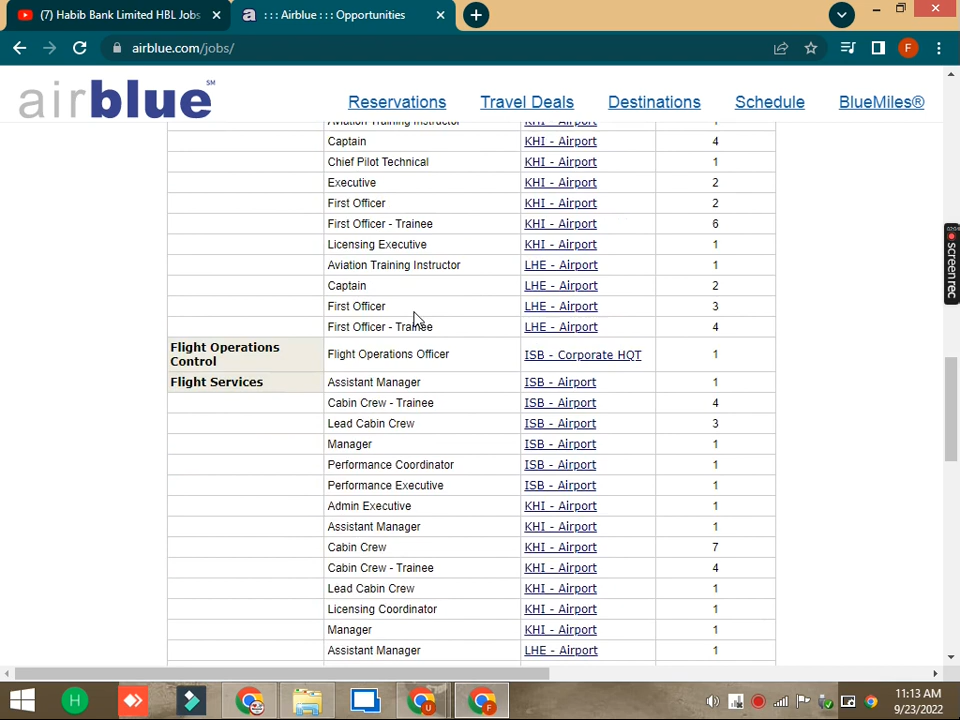 (7) Habib Bank Limited HBL Jobs
: : : Airblue : : : Opportunities
airblue.com/jobs/
F
airblue SM
Reservations Travel Deals Destinations Schedule BlueMiles®
Aviation Training Instructor KHI - Airport 1
Captain KHI - Airport 4
Chief Pilot Technical KHI - Airport 1
Executive KHI - Airport 2
First Officer KHI - Airport 2
First Officer - Trainee KHI - Airport 6
Licensing Executive KHI - Airport 1
Aviation Training Instructor LHE - Airport 1
Captain LHE - Airport 2
First Officer LHE - Airport 3
First Officer - Trainee LHE - Airport 4
Flight Operations Control Flight Operations Officer ISB - Corporate HQT 1
Flight Services Assistant Manager ISB - Airport 1
Cabin Crew - Trainee ISB - Airport 4
Lead Cabin Crew ISB - Airport 3
Manager ISB - Airport 1
Performance Coordinator ISB - Airport 1
Performance Executive ISB - Airport 1
Admin Executive KHI - Airport 1
Assistant Manager KHI - Airport 1
Cabin Crew KHI - Airport 7
Cabin Crew - Trainee KHI - Airport 4
Lead Cabin Crew KHI - Airport 1
Licensing Coordinator KHI - Airport 1
Manager KHI - Airport 1
Assistant Manager LHE - Airport 1
screenrec
H
U
F
11:13 AM
9/23/2022